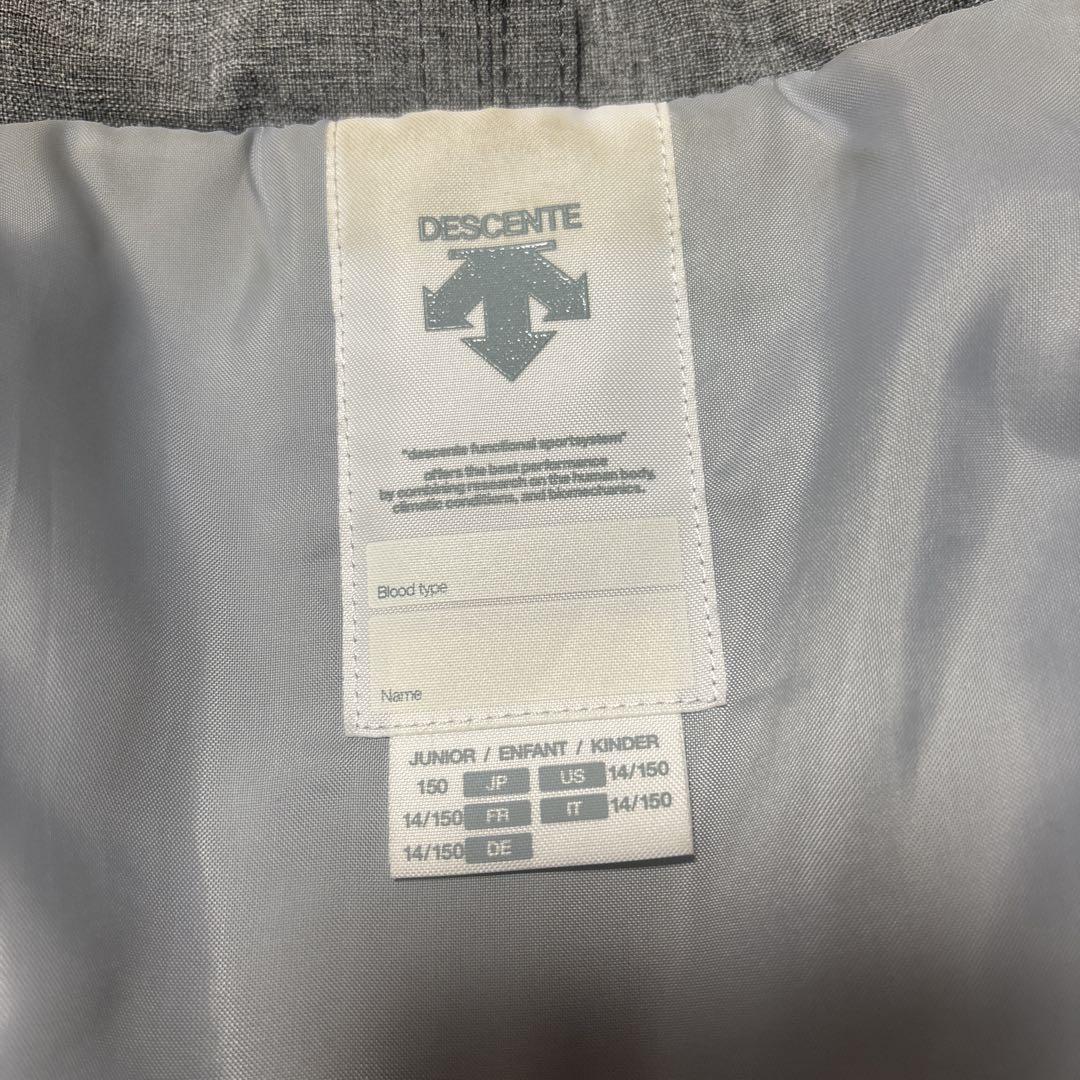 DESCENTE
"descente functional sportsystem"
offers the best performance
by combining research on the human body,
climatic conditions, and biomechanics.
Blood type
Name
JUNIOR / ENFANT / KINDER
150 JP US 14/150
14/150 FR IT 14/150
14/150 DE